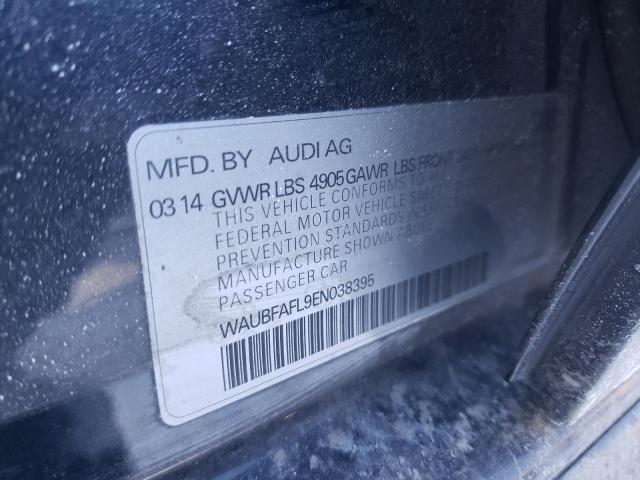 MFD. BY AUDI AG
03 14 GVWR LBS 4905 GAWR LBS FRONT
THIS VEHICLE CONFORMS TO
FEDERAL MOTOR VEHICLE
PREVENTION STANDARDS IN
MANUFACTURE SHOWN ABOVE
PASSENGER CAR
WAUBFAFL9EN038395